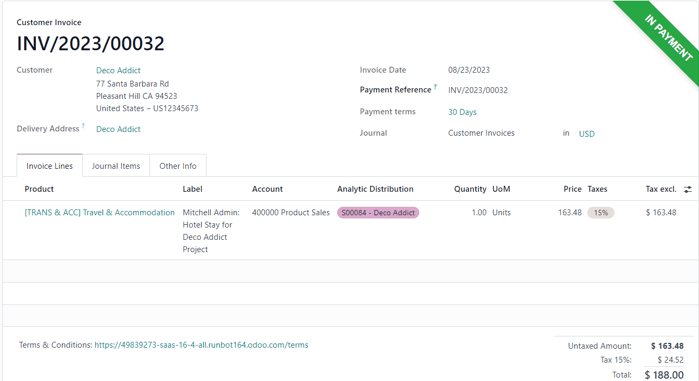 Customer Invoice
IN PAYMENT
INV/2023/00032
Customer Deco Addict
77 Santa Barbara Rd
Pleasant Hill CA 94523
United States – US12345673
Delivery Address ? Deco Addict
Invoice Date 08/23/2023
Payment Reference ? INV/2023/00032
Payment terms 30 Days
Journal Customer Invoices in USD
Invoice Lines Journal Items Other Info
Product Label Account Analytic Distribution Quantity UoM Price Taxes Tax excl.
[TRANS & ACC] Travel & Accommodation Mitchell Admin: 400000 Product Sales S00084 - Deco Addict 1.00 Units 163.48 15% $ 163.48
Hotel Stay for
Deco Addict
Project
Terms & Conditions: https://49839273-saas-16-4-all.runbot164.odoo.com/terms
Untaxed Amount: $ 163.48
Tax 15%: $ 24.52
Total: $ 188.00